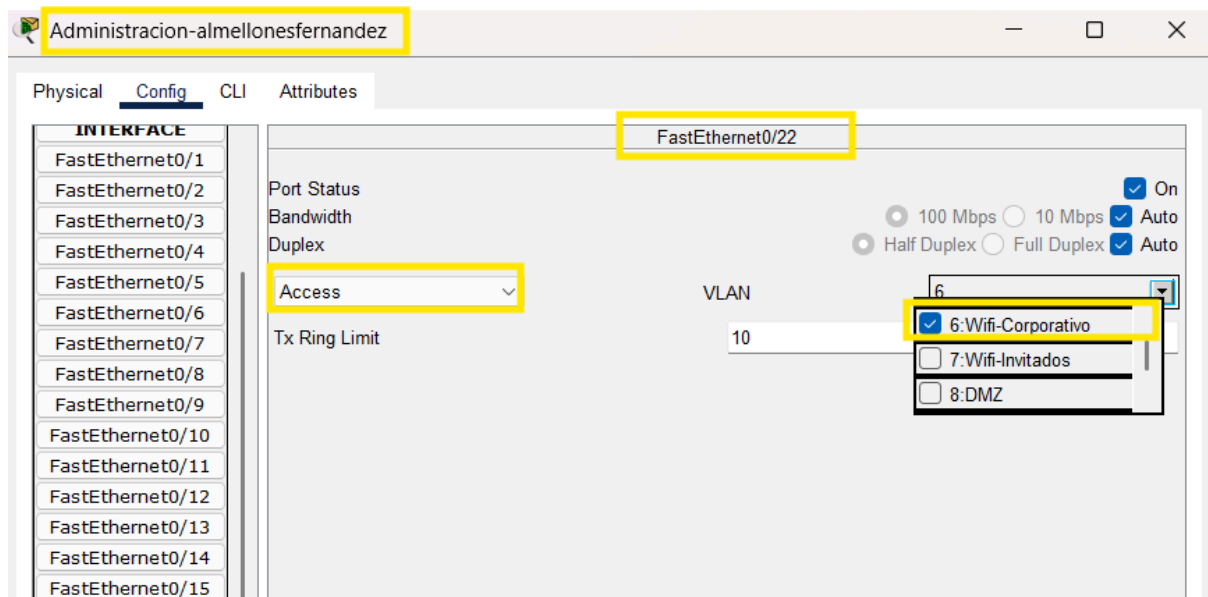 Administracion-almellonesfernandez
Physical Config CLI Attributes
INTERFACE
FastEthernet0/1
FastEthernet0/2
FastEthernet0/3
FastEthernet0/4
FastEthernet0/5
FastEthernet0/6
FastEthernet0/7
FastEthernet0/8
FastEthernet0/9
FastEthernet0/10
FastEthernet0/11
FastEthernet0/12
FastEthernet0/13
FastEthernet0/14
FastEthernet0/15
FastEthernet0/22
Port Status On
Bandwidth 100 Mbps 10 Mbps Auto
Duplex Half Duplex Full Duplex Auto
Access VLAN 6
6:Wifi-Corporativo
7:Wifi-Invitados
8:DMZ
Tx Ring Limit 10